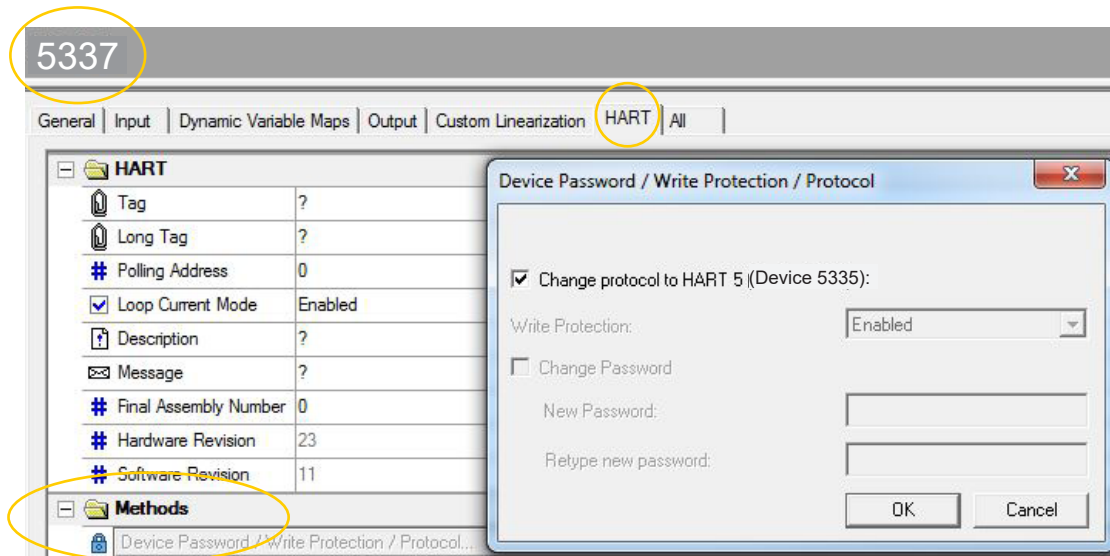 5337
General Input Dynamic Variable Maps Output Custom Linearization HART All
HART
Tag ?
Long Tag ?
Polling Address 0
Loop Current Mode Enabled
Description ?
Message ?
Final Assembly Number 0
Hardware Revision 23
Software Revision 11
Methods
Device Password / Write Protection / Protocol...
Device Password / Write Protection / Protocol
Change protocol to HART 5 (Device 5335):
Write Protection: Enabled
Change Password
New Password:
Retype new password:
OK Cancel